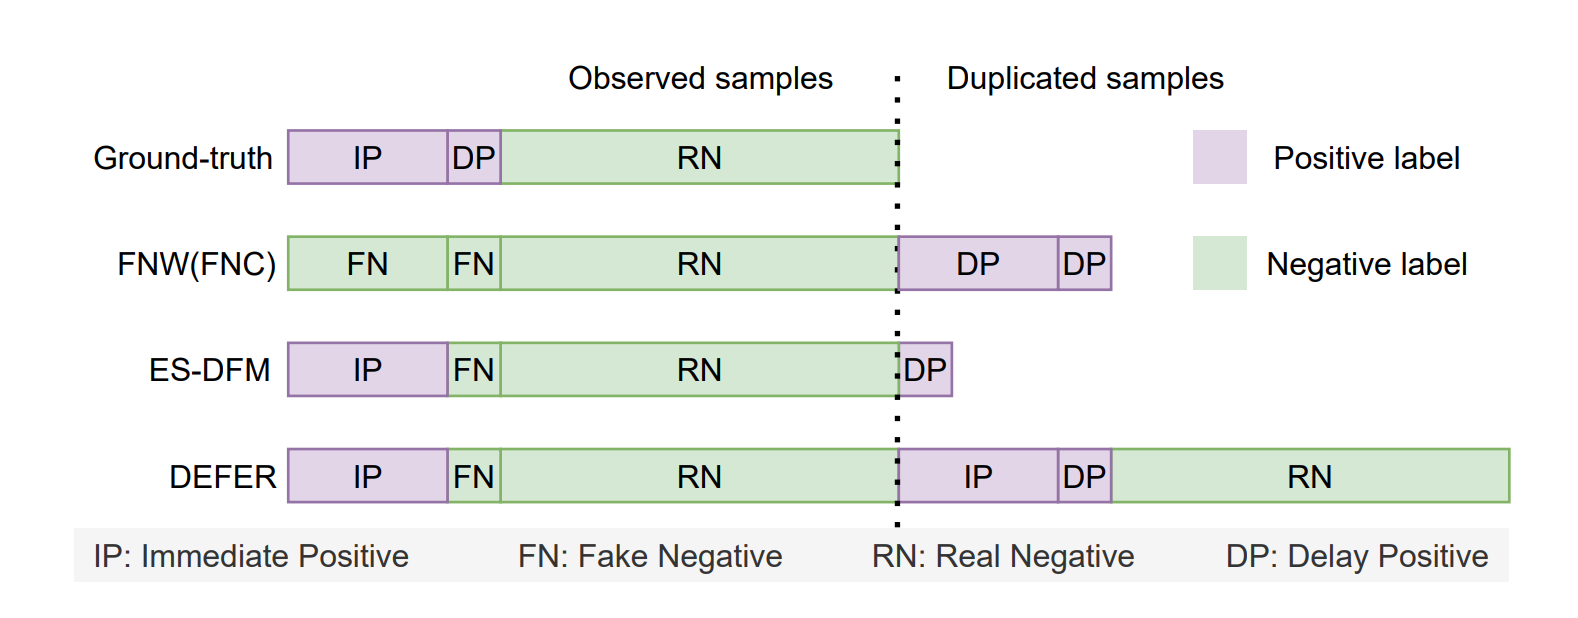 Observed samples Duplicated samples
Ground-truth IP DP RN Positive label
FNW(FNC) FN FN RN DP DP Negative label
ES-DFM IP FN RN DP
DEFER IP FN RN IP DP RN
IP: Immediate Positive FN: Fake Negative RN: Real Negative DP: Delay Positive